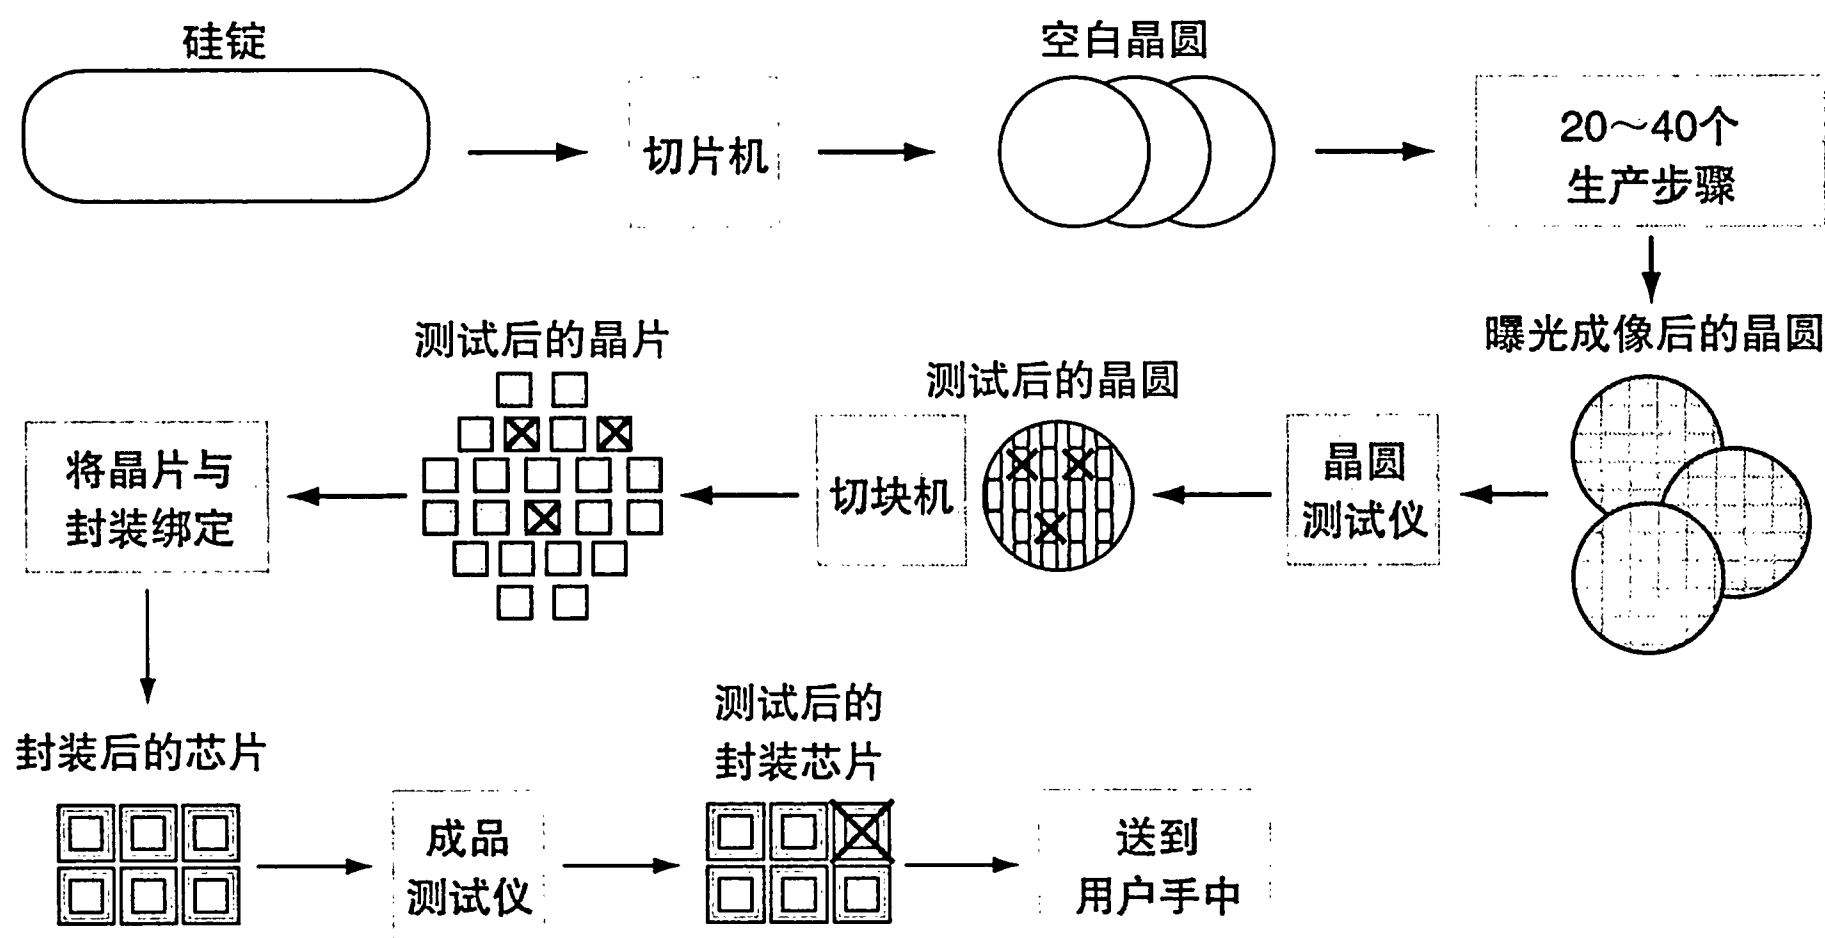 硅锭
切片机
空白晶圆
20～40个
生产步骤
曝光成像后的晶圆
晶圆
测试仪
测试后的晶圆
切块机
测试后的晶片
将晶片与
封装绑定
封装后的芯片
成品
测试仪
测试后的
封装芯片
送到
用户手中